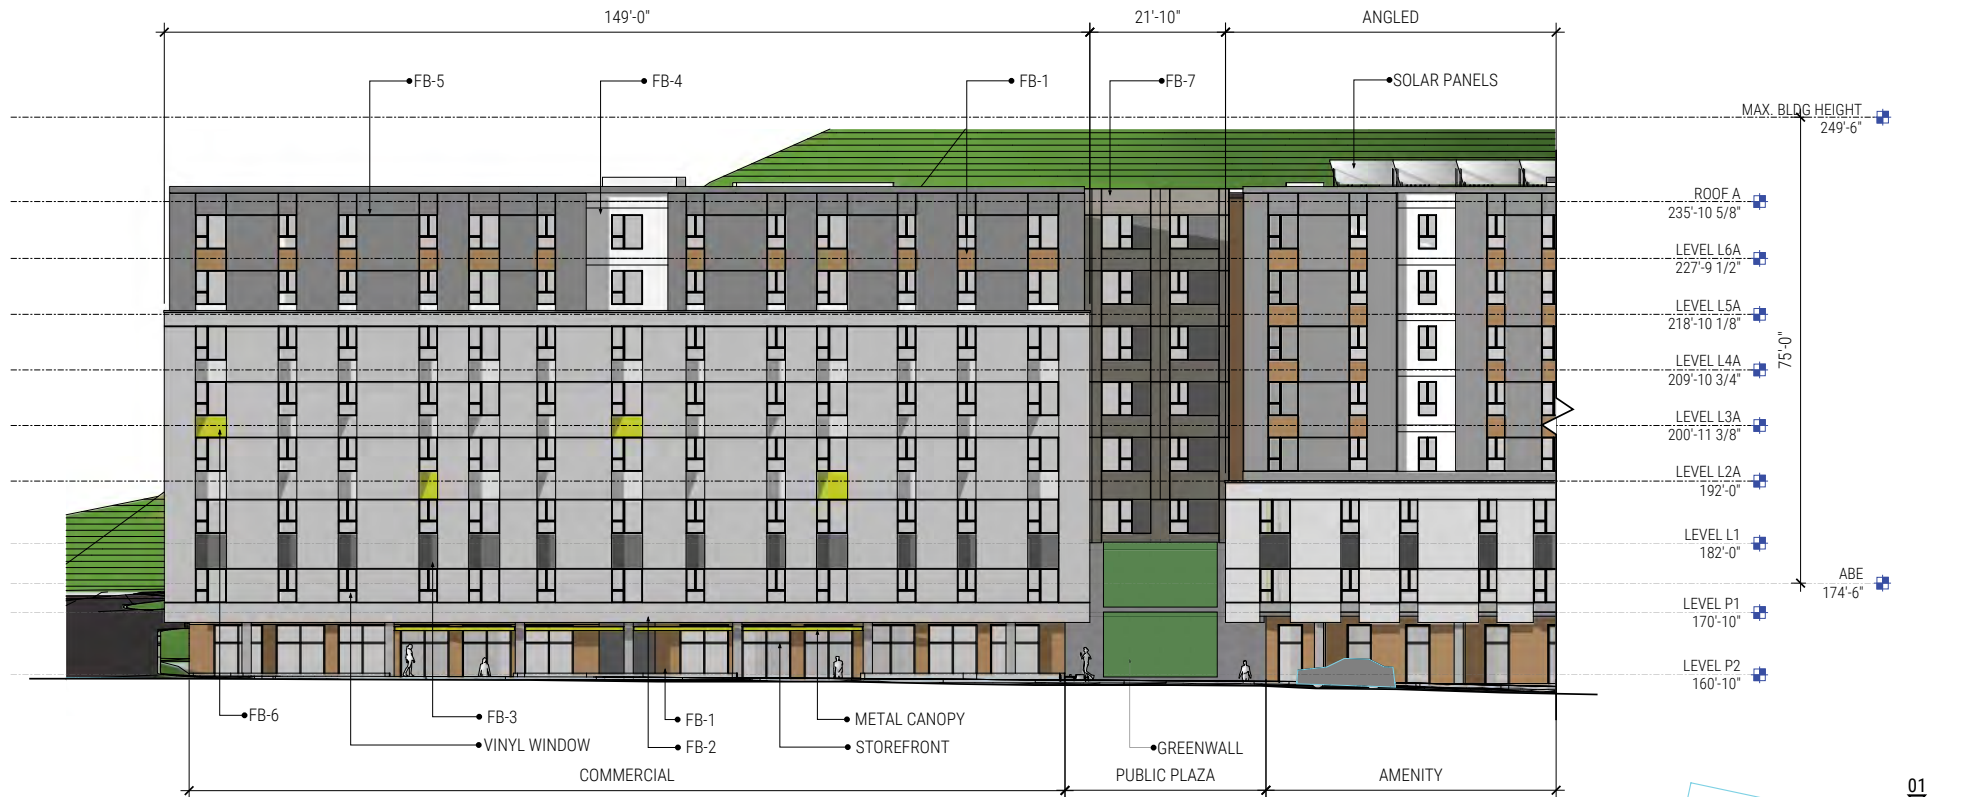 149'-0"
21'-10"
ANGLED
FB-5
FB-4
FB-1
FB-7
SOLAR PANELS
MAX. BLDG HEIGHT
249'-6"
ROOF A
235'-10 5/8"
LEVEL L6A
227'-9 1/2"
LEVEL L5A
218'-10 1/8"
75'-0"
LEVEL L4A
209'-10 3/4"
LEVEL L3A
200'-11 3/8"
LEVEL L2A
192'-0"
LEVEL L1
182'-0"
ABE
174'-6"
LEVEL P1
170'-10"
LEVEL P2
160'-10"
FB-6
FB-3
FB-1
METAL CANOPY
VINYL WINDOW
FB-2
STOREFRONT
GREENWALL
COMMERCIAL
PUBLIC PLAZA
AMENITY
01